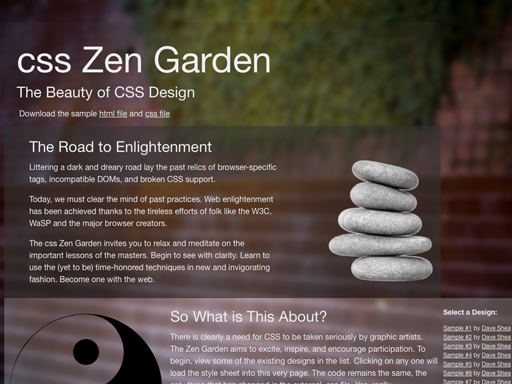 css Zen Garden
The Beauty of CSS Design
Download the sample html file and css file
The Road to Enlightenment
Littering a dark and dreary road lay the past relics of browser-specific
tags, incompatible DOMs, and broken CSS support.
Today, we must clear the mind of past practices. Web enlightenment
has been achieved thanks to the tireless efforts of folk like the W3C,
WaSP and the major browser creators.
The css Zen Garden invites you to relax and meditate on the
important lessons of the masters. Begin to see with clarity. Learn to
use the (yet to be) time-honored techniques in new and invigorating
fashion. Become one with the web.
So What is This About?
There is clearly a need for CSS to be taken seriously by graphic artists.
The Zen Garden aims to excite, inspire, and encourage participation. To
begin, view some of the existing designs in the list. Clicking on any one will
load the style sheet into this very page. The code remains the same, the
Select a Design:
Sample #1 by Dave Shea
Sample #2 by Dave Shea
Sample #3 by Dave Shea
Sample #4 by Dave Shea
Sample #5 by Dave Shea
Sample #6 by Dave Shea